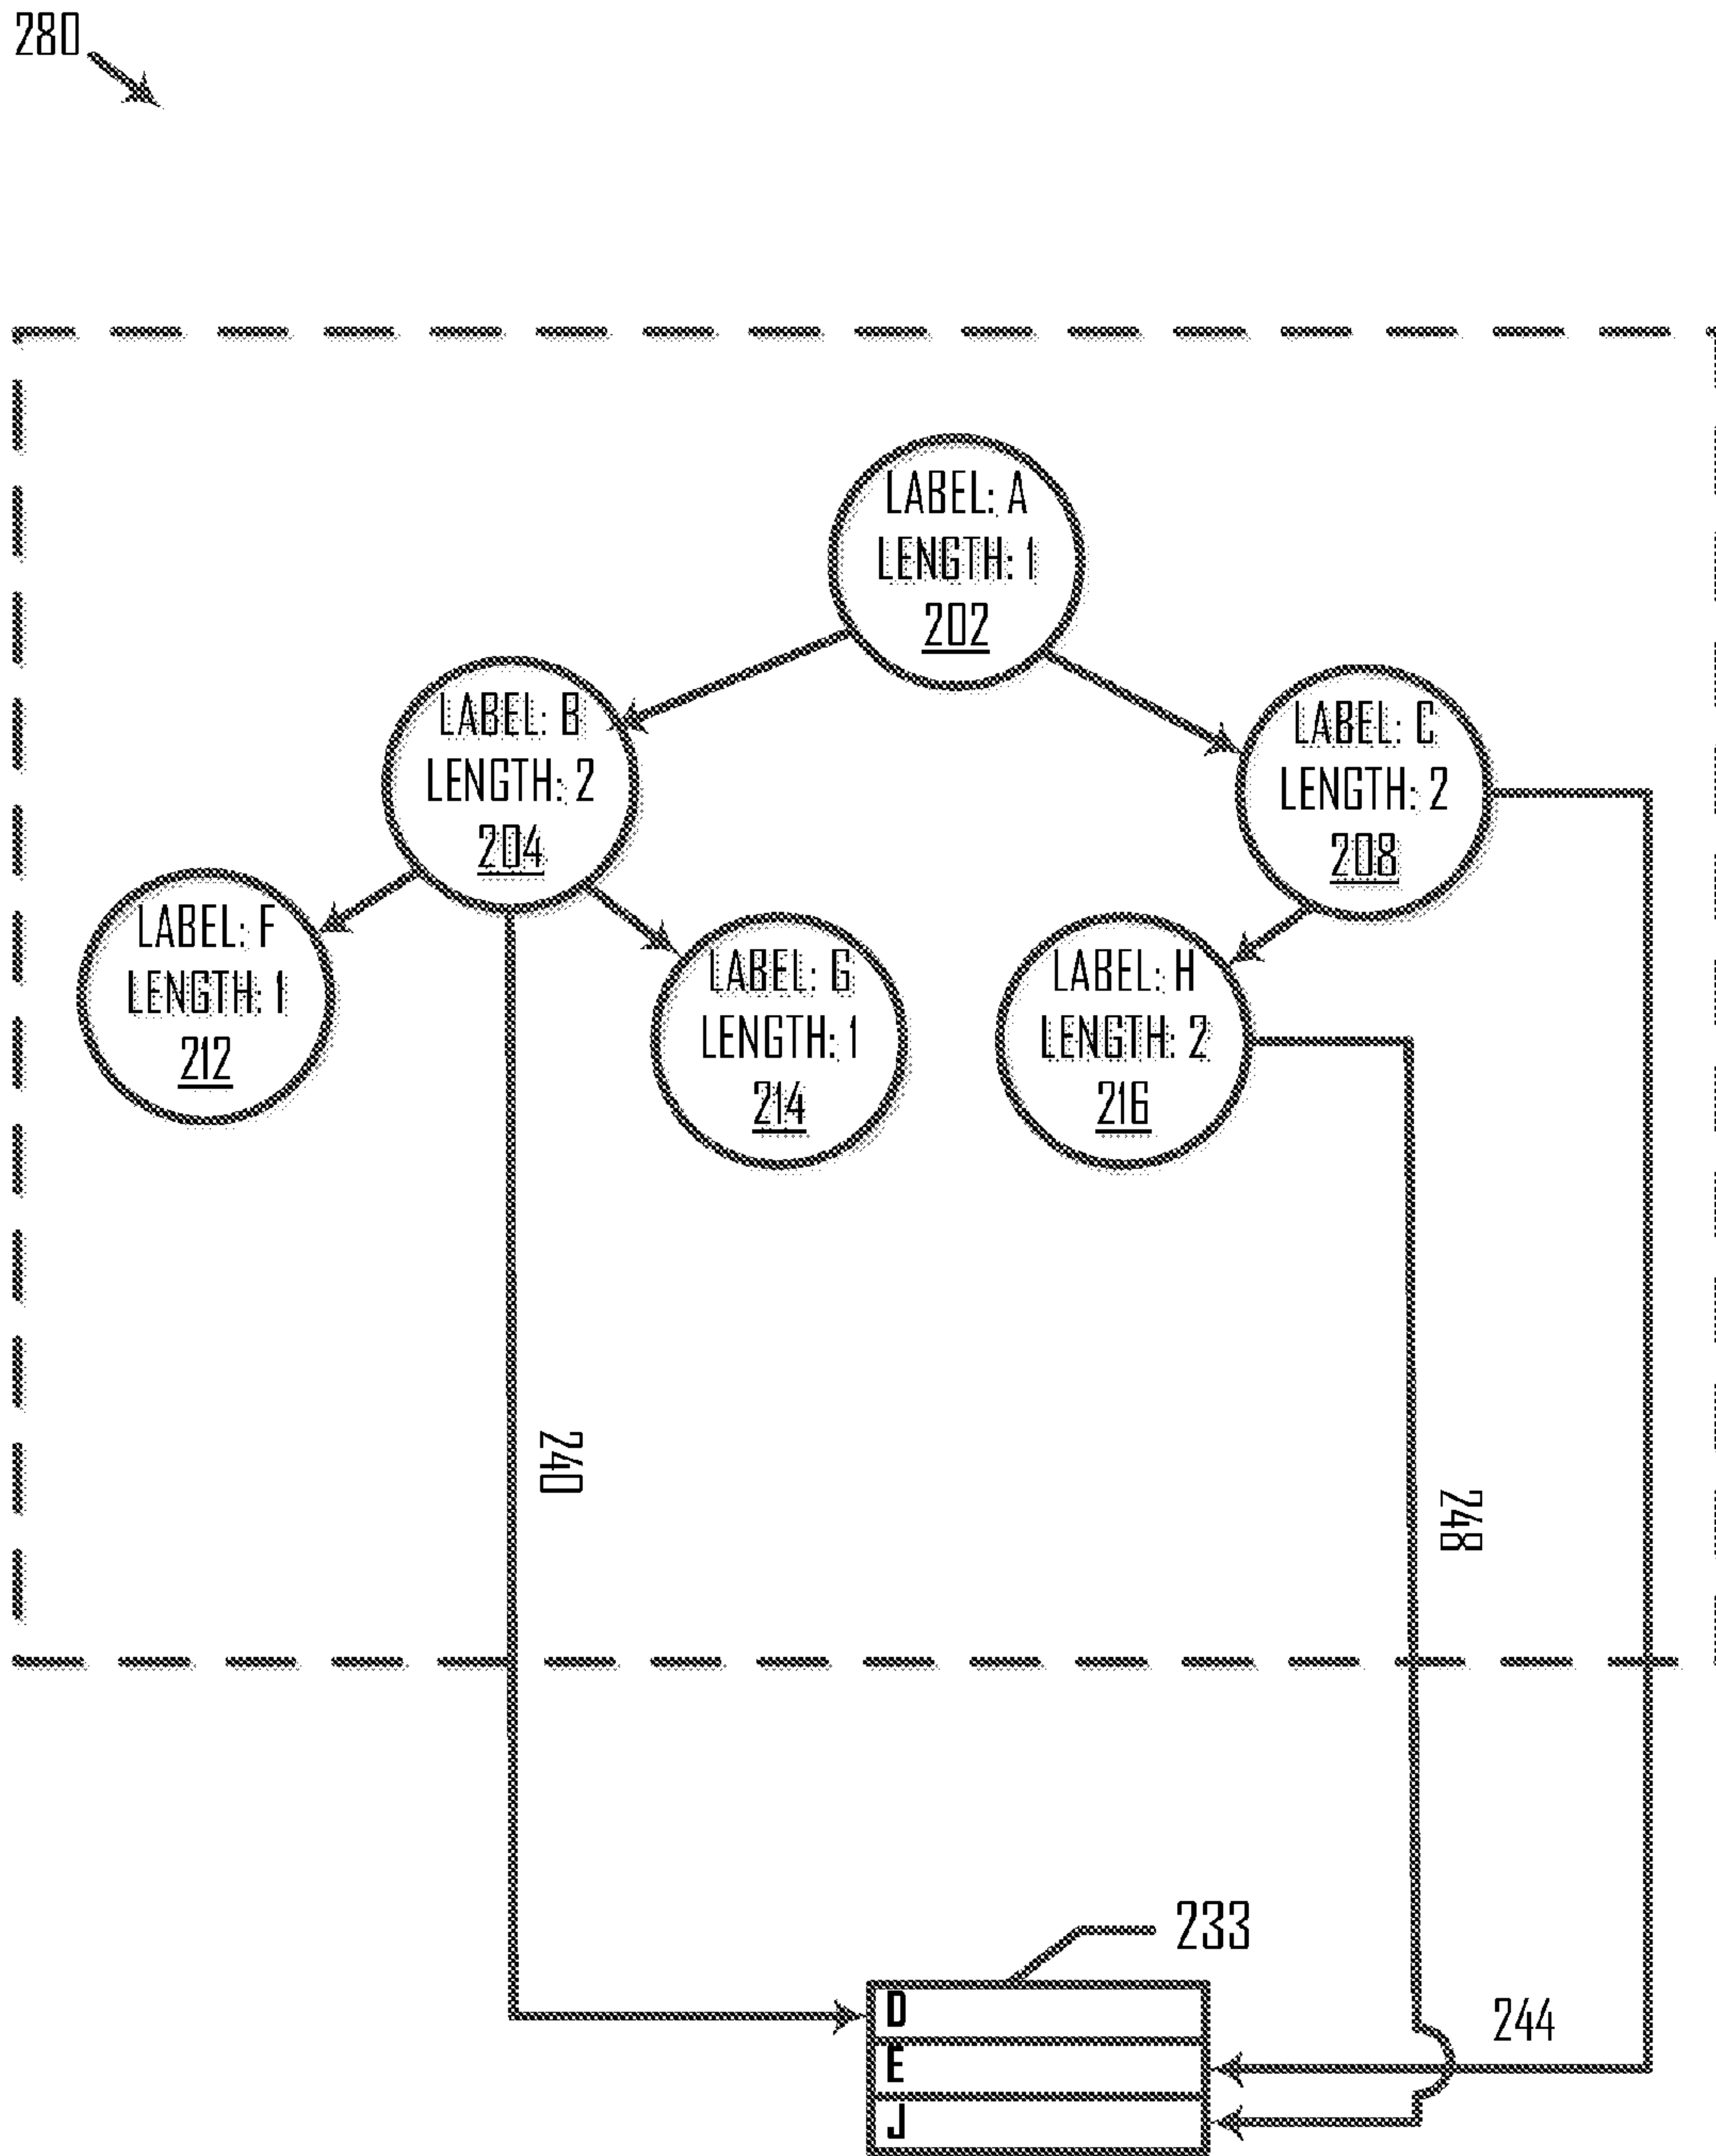 280
LABEL: A
LENGTH: 1
202
LABEL: B
LENGTH: 2
204
LABEL: C
LENGTH: 2
208
LABEL: F
LENGTH: 1
212
LABEL: G
LENGTH: 1
214
LABEL: H
LENGTH: 2
216
240
248
233
244
D
E
J